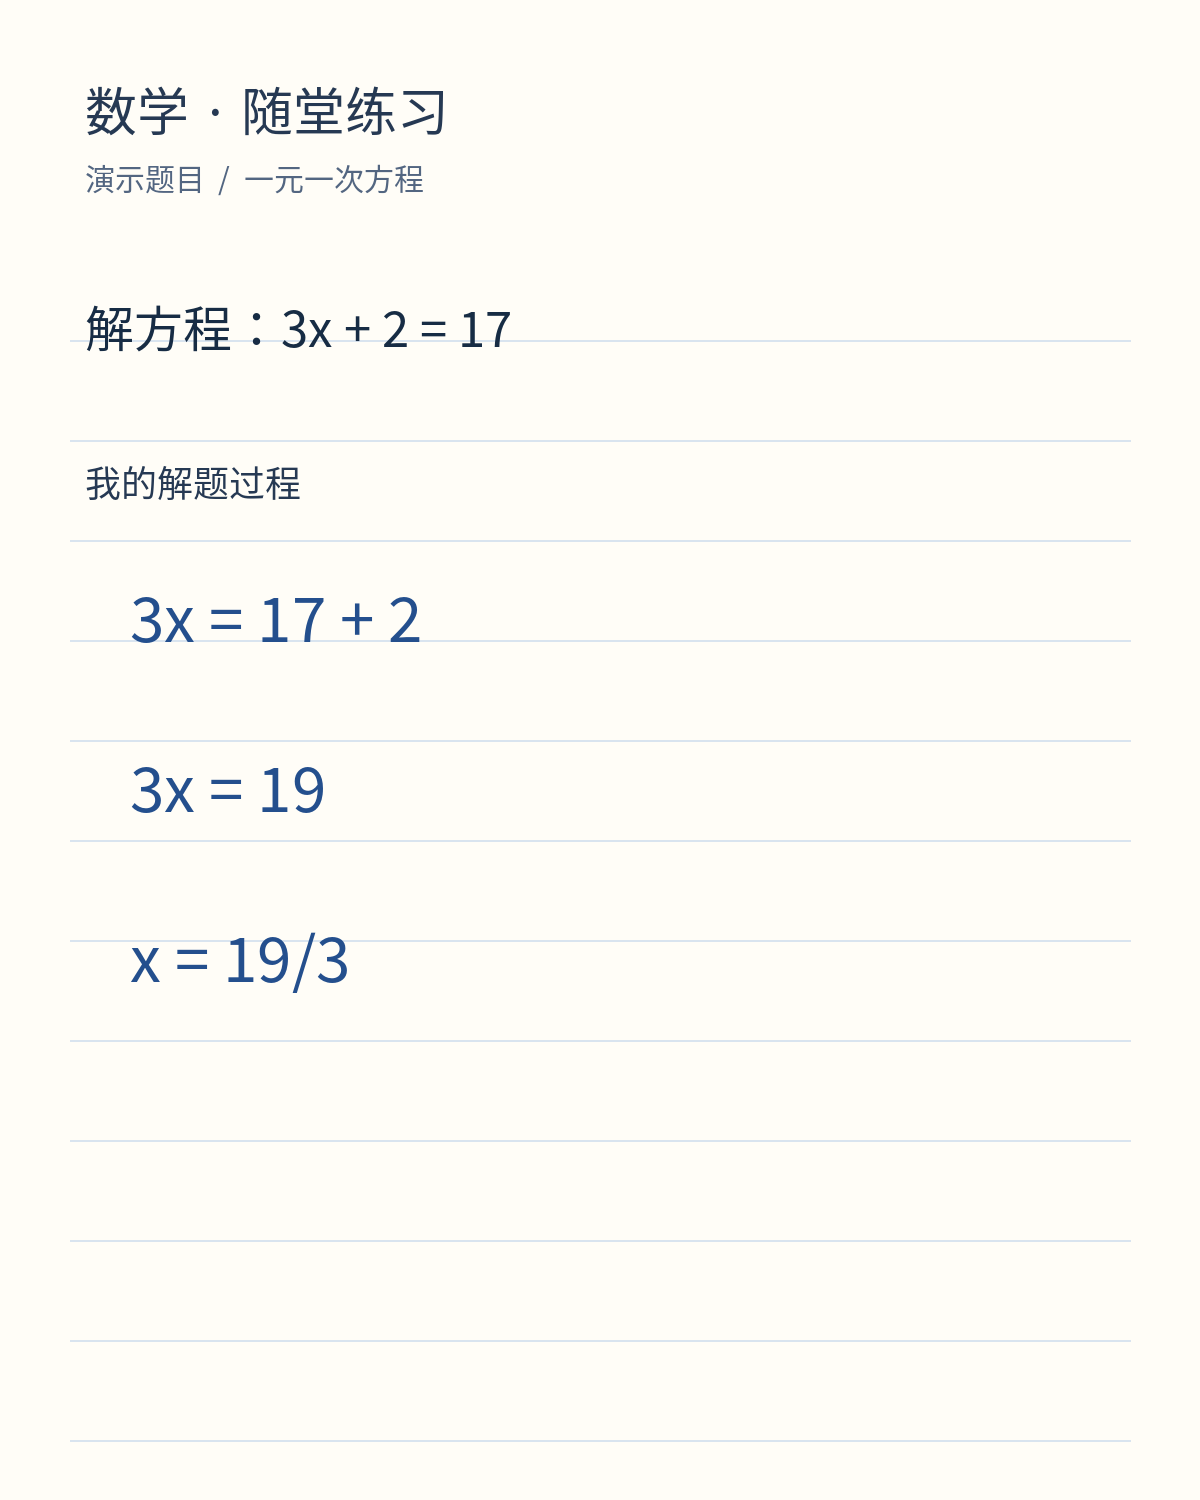 数学 · 随堂练习
演示题目 / 一元一次方程
解方程：3x + 2 = 17
我的解题过程
3x = 17 + 2
3x = 19
x = 19/3